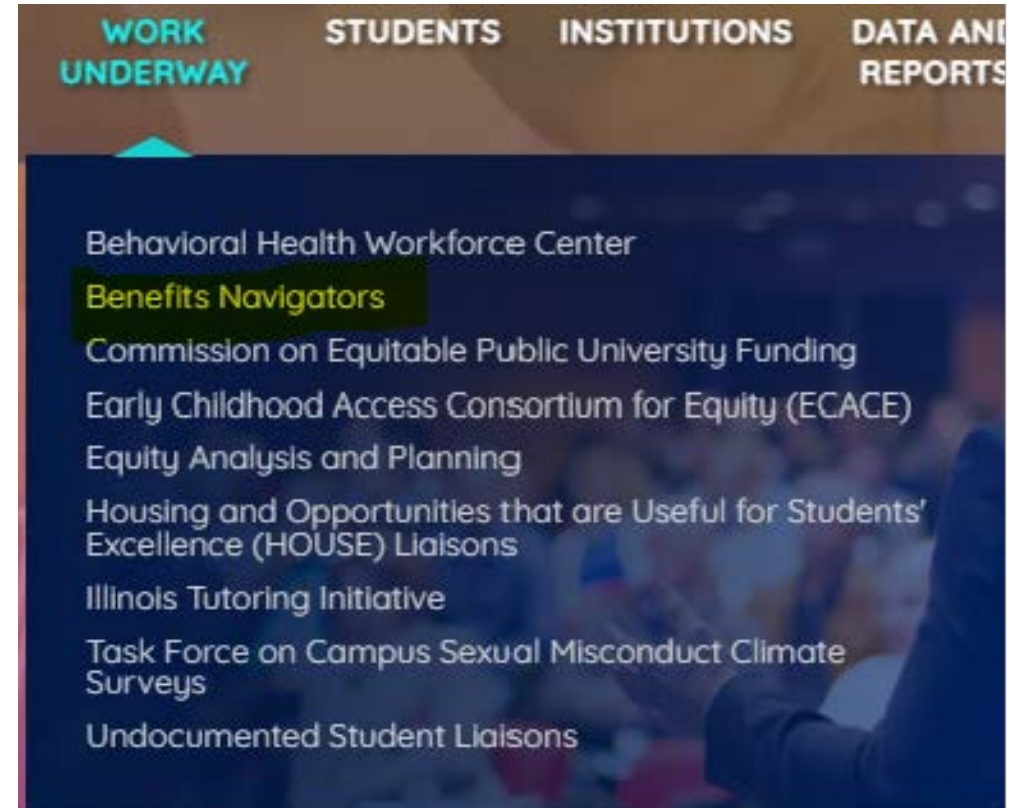 WORK UNDERWAY
STUDENTS
INSTITUTIONS
DATA AND REPORTS
Behavioral Health Workforce Center
Benefits Navigators
Commission on Equitable Public University Funding
Early Childhood Access Consortium for Equity (ECACE)
Equity Analysis and Planning
Housing and Opportunities that are Useful for Students'
Excellence (HOUSE) Liaisons
Illinois Tutoring Initiative
Task Force on Campus Sexual Misconduct Climate
Surveys
Undocumented Student Liaisons